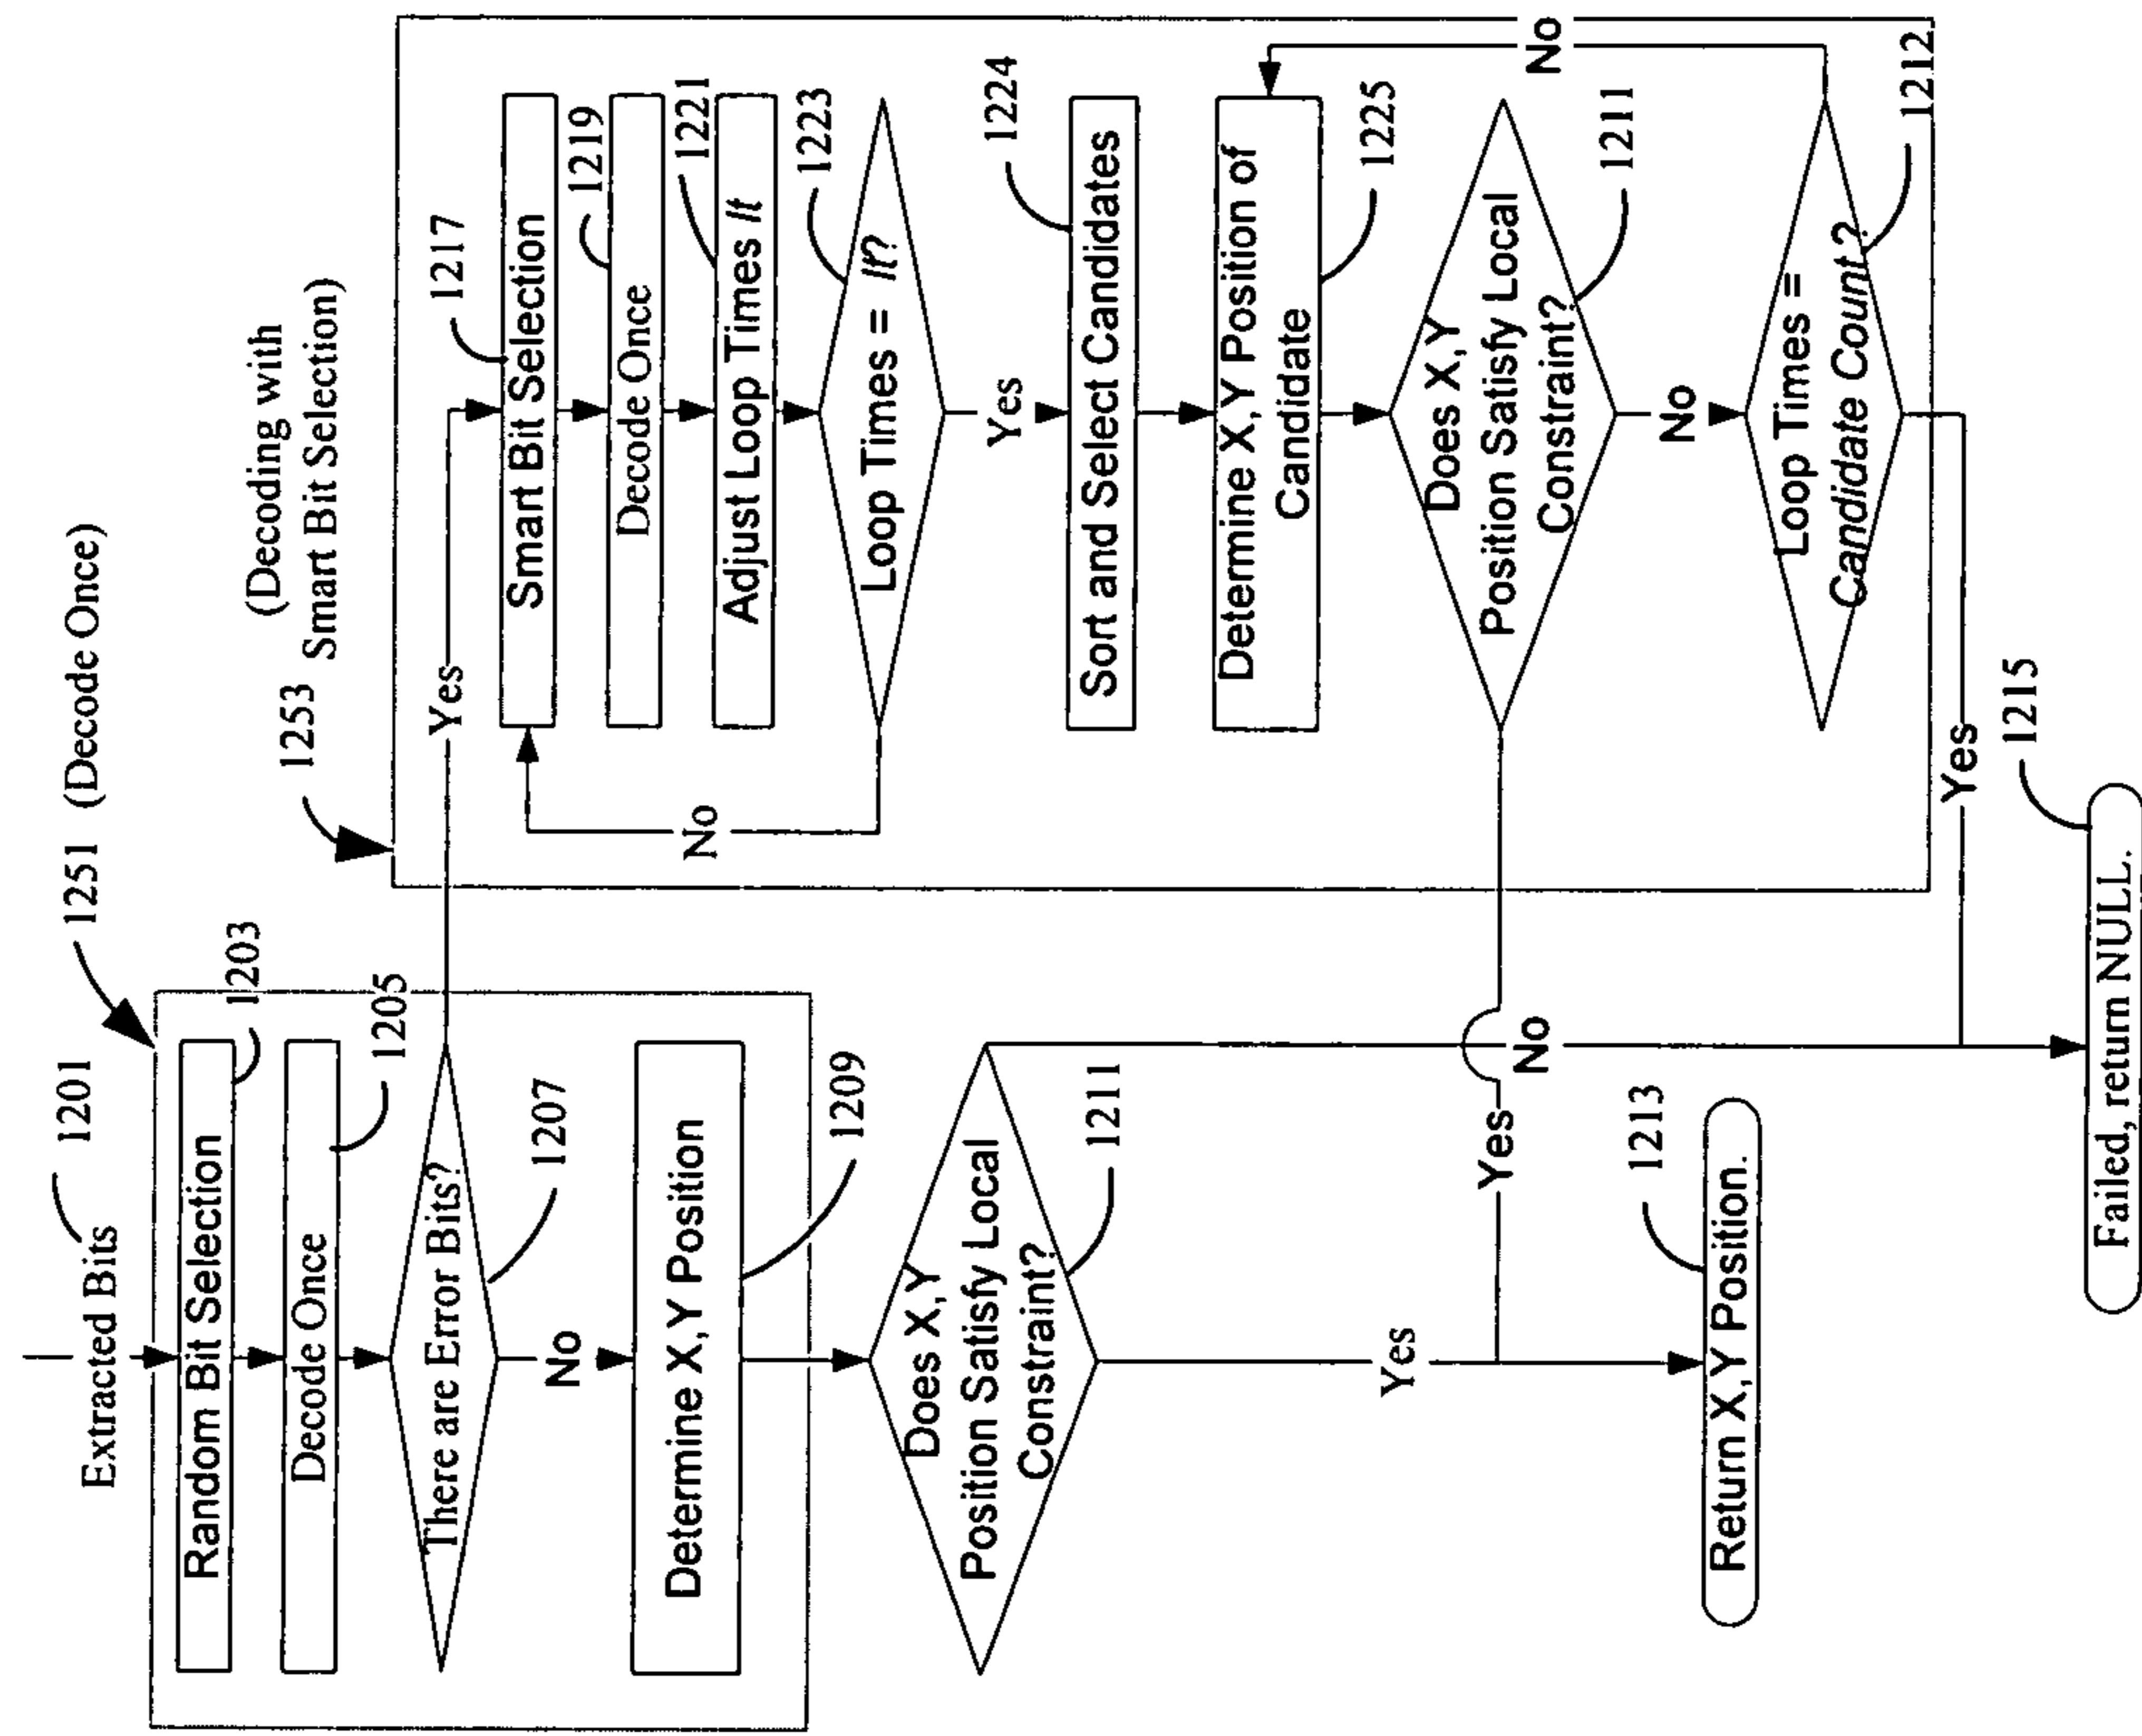 Extracted Bits
1201
1251 (Decode Once)
Random Bit Selection
1203
Decode Once
1205
There are Error Bits?
1207
No
Yes
Determine X,Y Position
1209
Does X,Y
Position Satisfy Local
Constraint?
1211
Yes
No
Yes
Return X,Y Position.
1213
Failed, return NULL.
1215
(Decoding with
Smart Bit Selection)
1253
Smart Bit Selection
1217
Decode Once
1219
Adjust Loop Times lt
1221
Loop Times = lt?
1223
No
Yes
Sort and Select Candidates
1224
Determine X,Y Position of
Candidate
1225
Does X,Y
Position Satisfy Local
Constraint?
1211
No
Loop Times =
Candidate Count?
1212
No
Yes